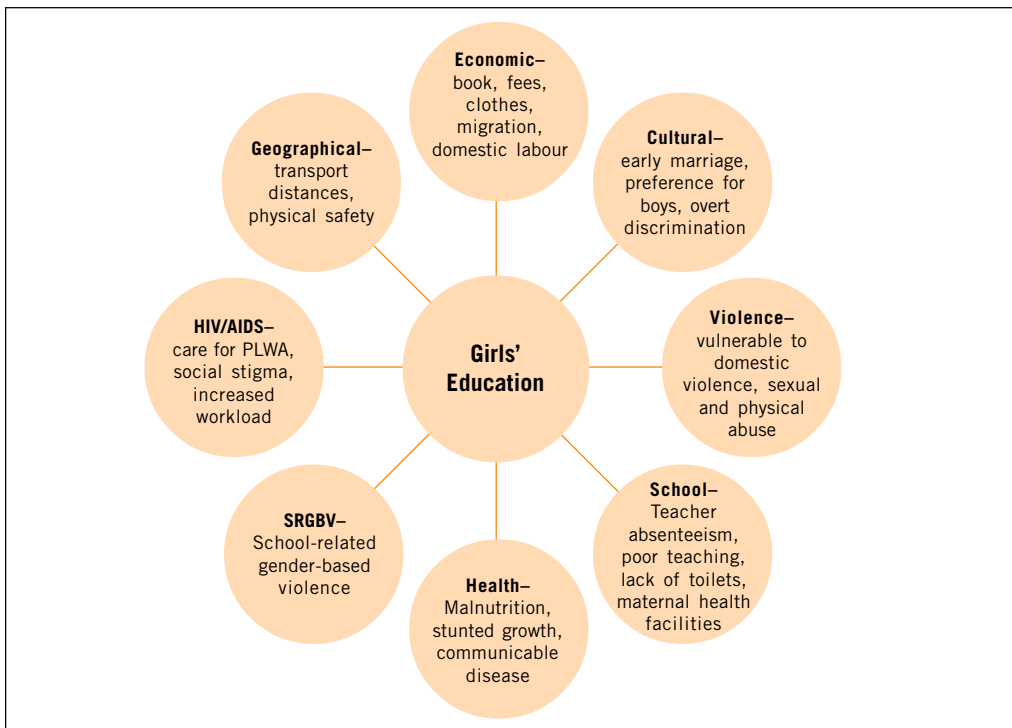 Economic–
book, fees,
clothes,
migration,
domestic labour
Cultural–
early marriage,
preference for
boys, overt
discrimination
Violence–
vulnerable to
domestic
violence, sexual
and physical
abuse
School–
Teacher
absenteeism,
poor teaching,
lack of toilets,
maternal health
facilities
Health–
Malnutrition,
stunted growth,
communicable
disease
SRGBV–
School-related
gender-based
violence
HIV/AIDS–
care for PLWA,
social stigma,
increased
workload
Geographical–
transport
distances,
physical safety
Girls'
Education